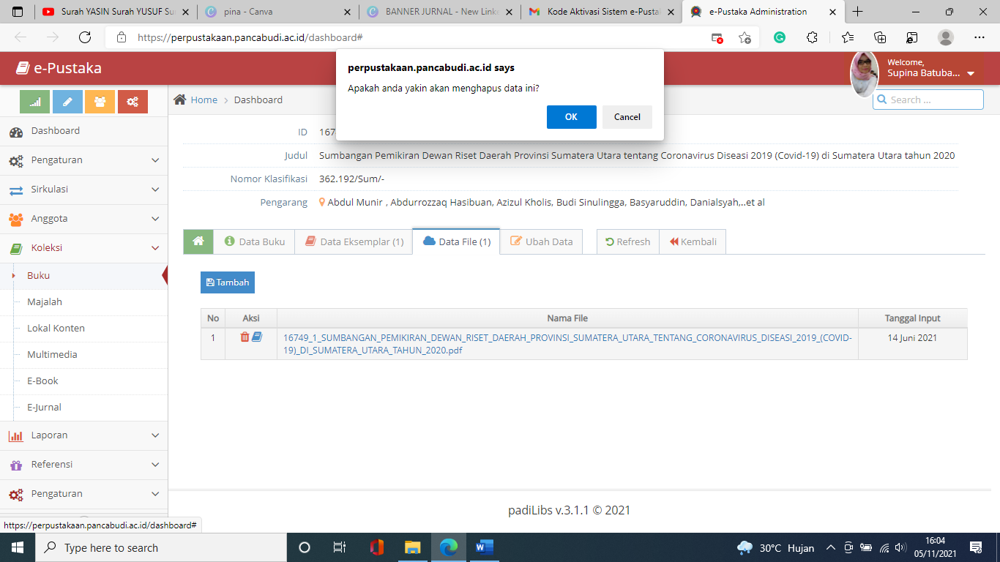 Surah YASIN Surah YUSUF Su
pina - Canva
BANNER JURNAL - New Linke
Kode Aktivasi Sistem e-Pustak
e-Pustaka Administration
https://perpustakaan.pancabudi.ac.id/dashboard#
e-Pustaka
Welcome,
Supina Batuba...
perpustakaan.pancabudi.ac.id says
Apakah anda yakin akan menghapus data ini?
OK
Cancel
Home
Dashboard
Search ...
Dashboard
Pengaturan
Sirkulasi
Anggota
Koleksi
Buku
Majalah
Lokal Konten
Multimedia
E-Book
E-Jurnal
Laporan
Referensi
Pengaturan
ID 167
Judul Sumbangan Pemikiran Dewan Riset Daerah Provinsi Sumatera Utara tentang Coronavirus Diseasi 2019 (Covid-19) di Sumatera Utara tahun 2020
Nomor Klasifikasi 362.192/Sum/-
Pengarang Abdul Munir , Abdurrozzaq Hasibuan, Azizul Kholis, Budi Sinulingga, Basyaruddin, Danialsyah,..et al
Data Buku
Data Eksemplar (1)
Data File (1)
Ubah Data
Refresh
Kembali
Tambah
No Aksi Nama File Tanggal Input
1 16749_1_SUMBANGAN_PEMIKIRAN_DEWAN_RISET_DAERAH_PROVINSI_SUMATERA_UTARA_TENTANG_CORONAVIRUS_DISEASI_2019_(COVID-
19)_DI_SUMATERA_UTARA_TAHUN_2020.pdf
14 Juni 2021
padiLibs v.3.1.1 © 2021
https://perpustakaan.pancabudi.ac.id/dashboard#
Type here to search
30°C Hujan
16:04
05/11/2021